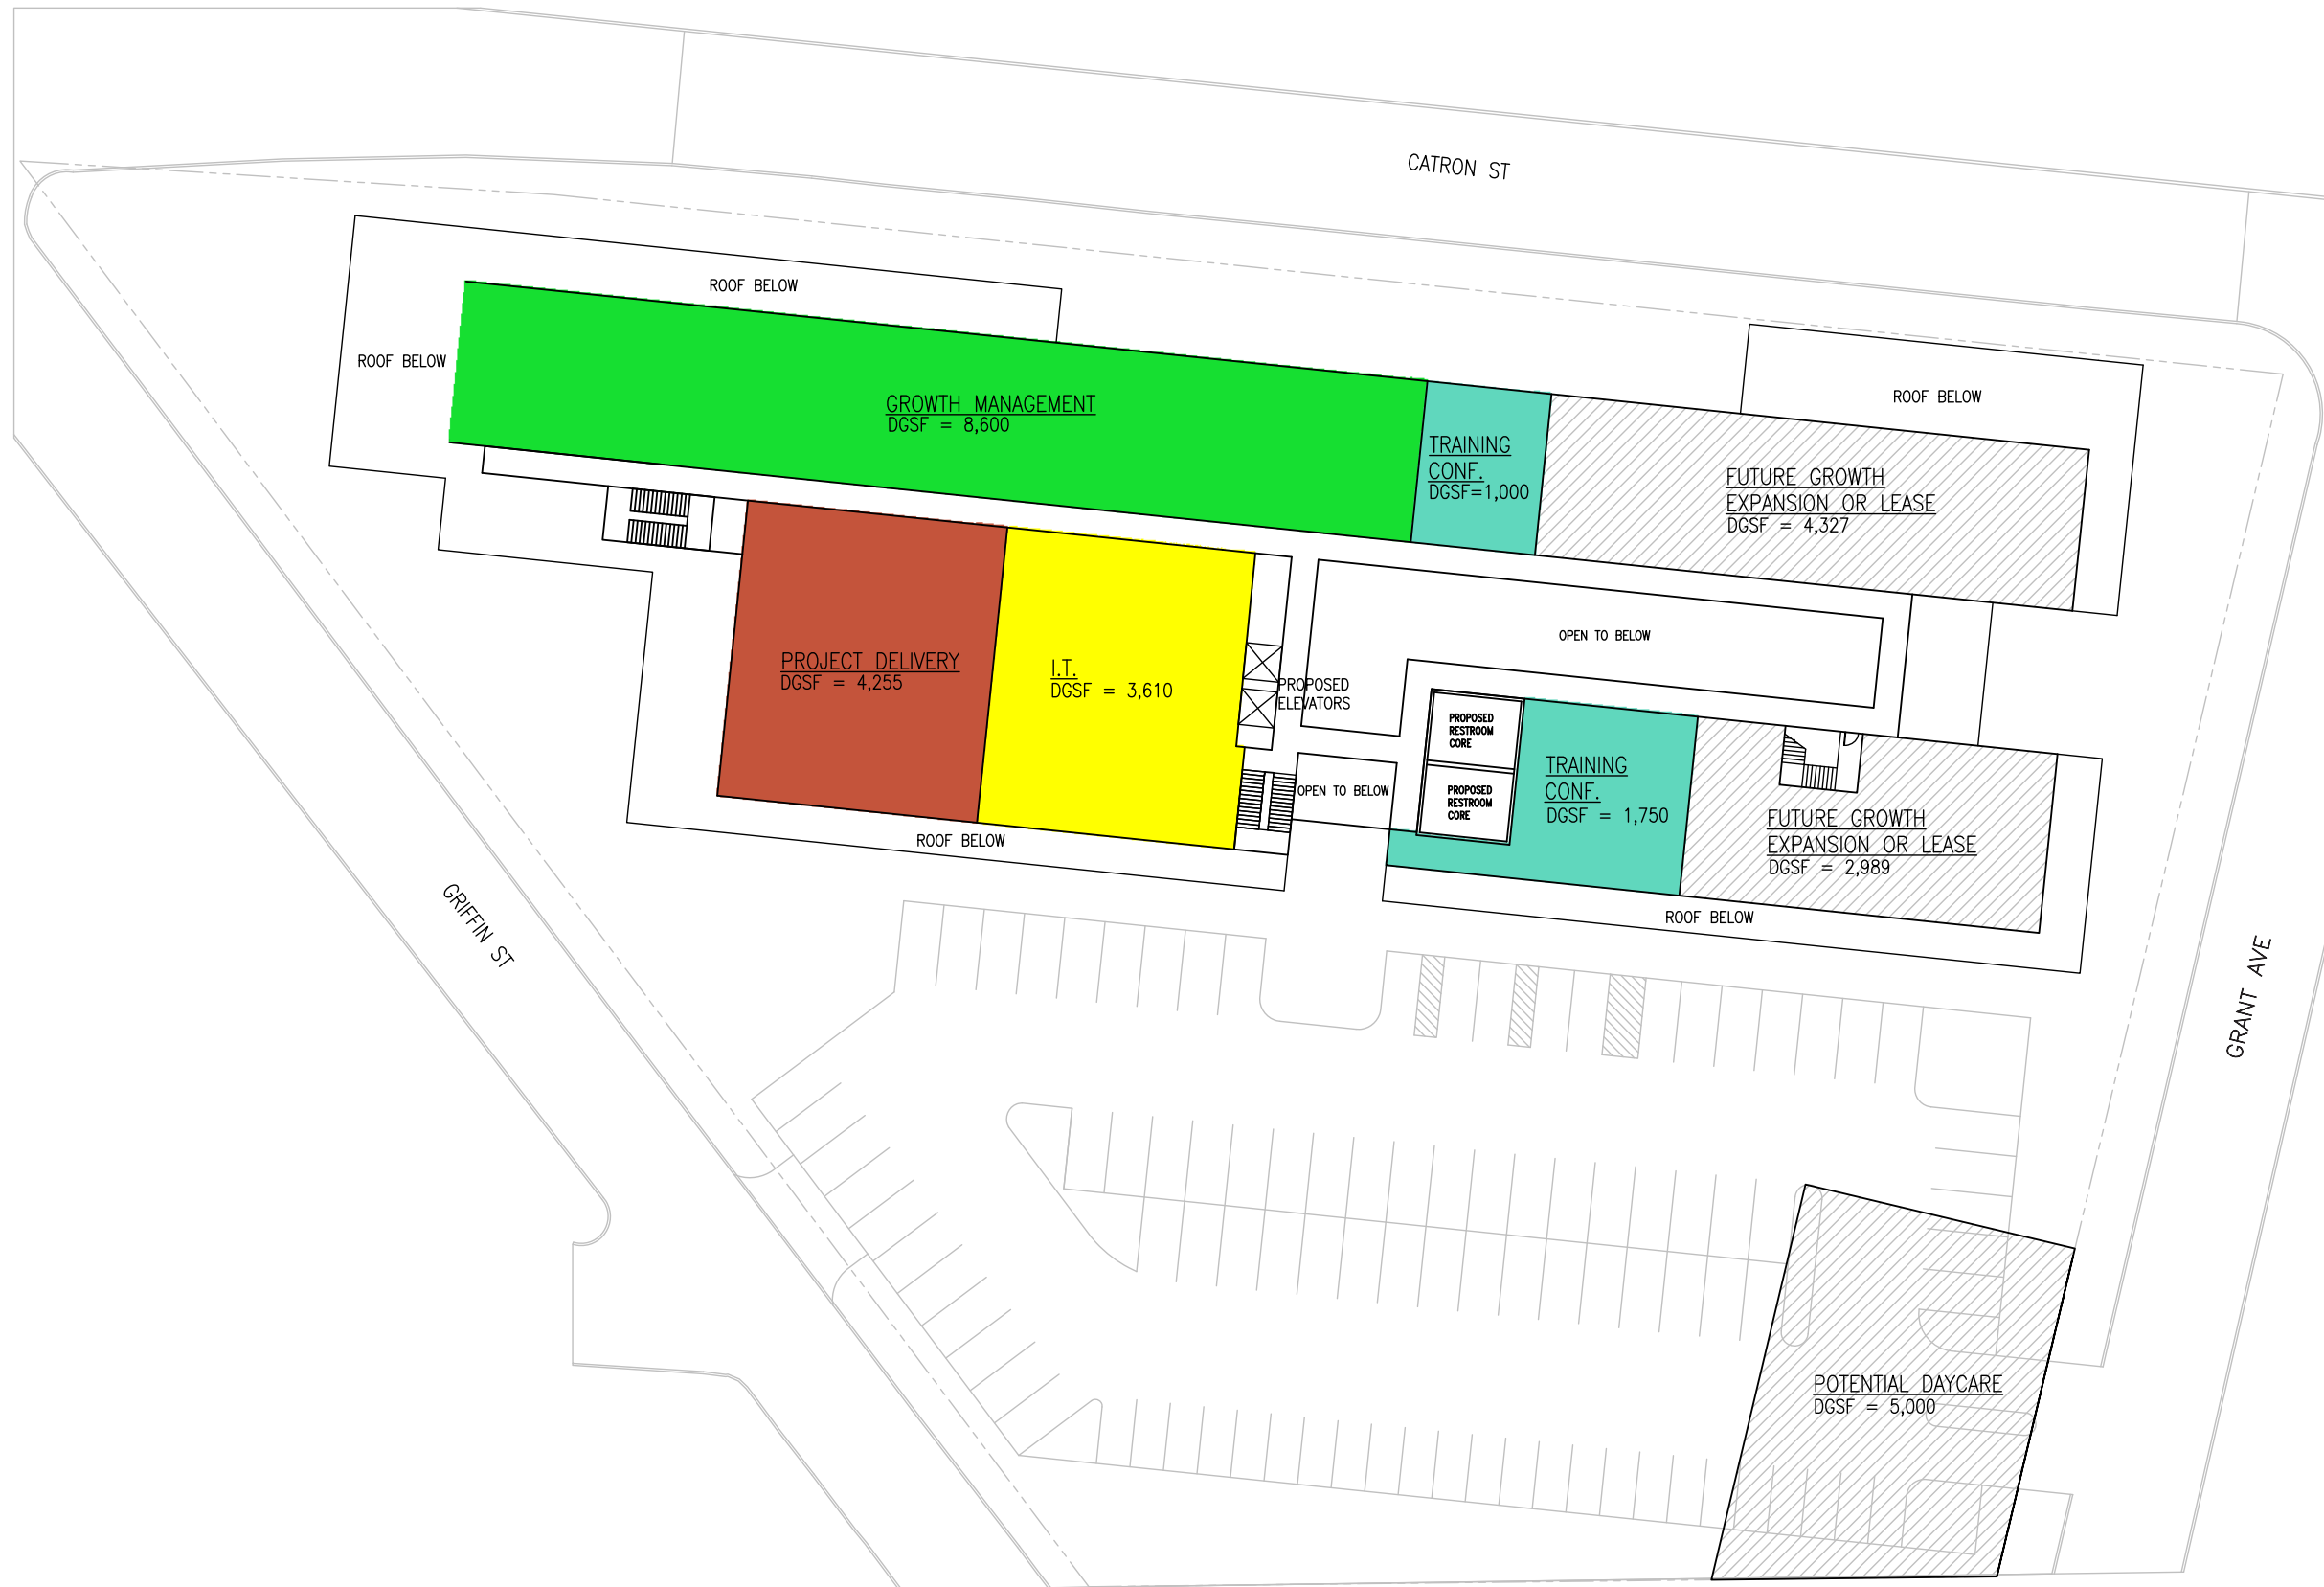 CATRON ST
ROOF BELOW
ROOF BELOW
ROOF BELOW
GROWTH MANAGEMENT
DGSF = 8,600
TRAINING
CONF.
DGSF=1,000
FUTURE GROWTH
EXPANSION OR LEASE
DGSF = 4,327
PROJECT DELIVERY
DGSF = 4,255
I.T.
DGSF = 3,610
PROPOSED
ELEVATORS
OPEN TO BELOW
PROPOSED
RESTROOM
CORE
PROPOSED
RESTROOM
CORE
OPEN TO BELOW
TRAINING
CONF.
DGSF = 1,750
FUTURE GROWTH
EXPANSION OR LEASE
DGSF = 2,989
ROOF BELOW
ROOF BELOW
GRIFFIN ST
GRANT AVE
POTENTIAL DAYCARE
DGSF = 5,000